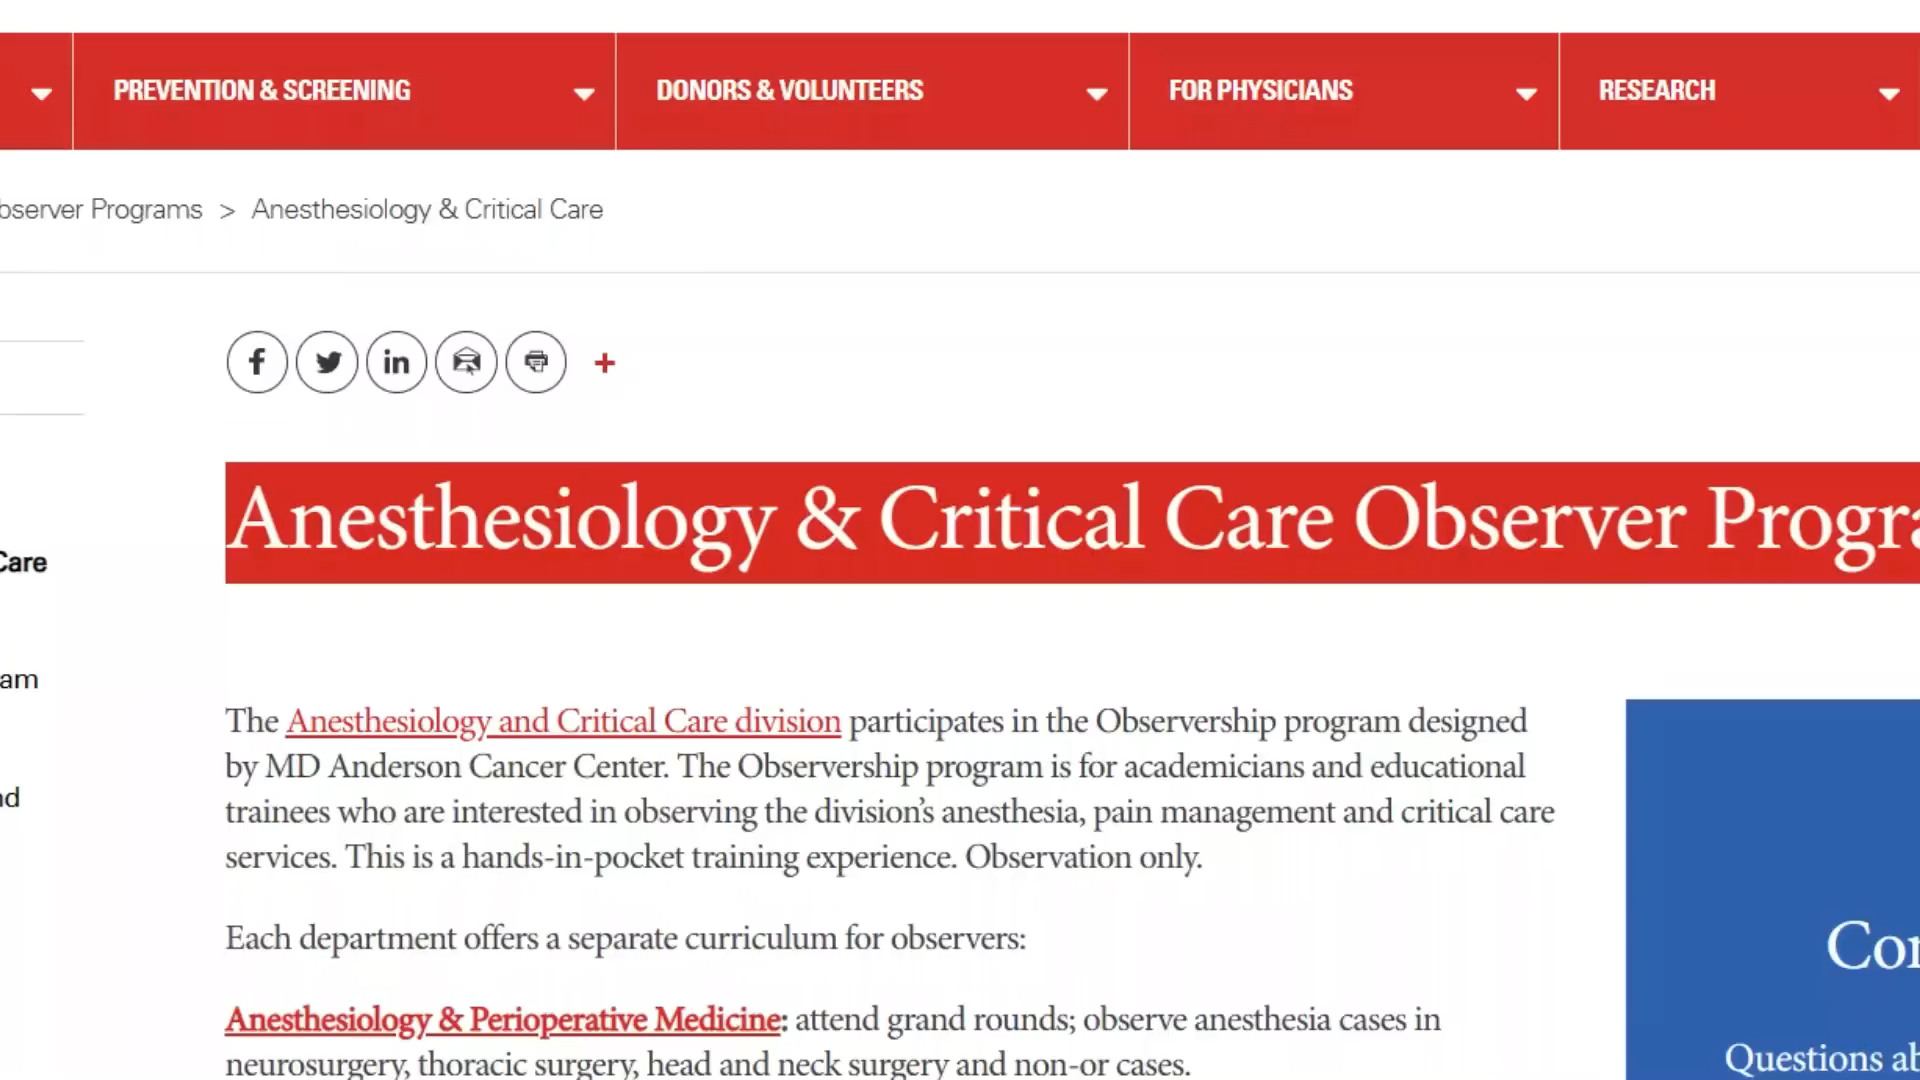 PREVENTION & SCREENING
DONORS & VOLUNTEERS
FOR PHYSICIANS
RESEARCH
Observer Programs > Anesthesiology & Critical Care
Anesthesiology & Critical Care Observer Progra
Care
am
nd
The Anesthesiology and Critical Care division participates in the Observership program designed
by MD Anderson Cancer Center. The Observership program is for academicians and educational
trainees who are interested in observing the division's anesthesia, pain management and critical care
services. This is a hands-in-pocket training experience. Observation only.
Each department offers a separate curriculum for observers:
Anesthesiology & Perioperative Medicine: attend grand rounds; observe anesthesia cases in
neurosurgery, thoracic surgery, head and neck surgery and non-or cases.
Con
Questions ab